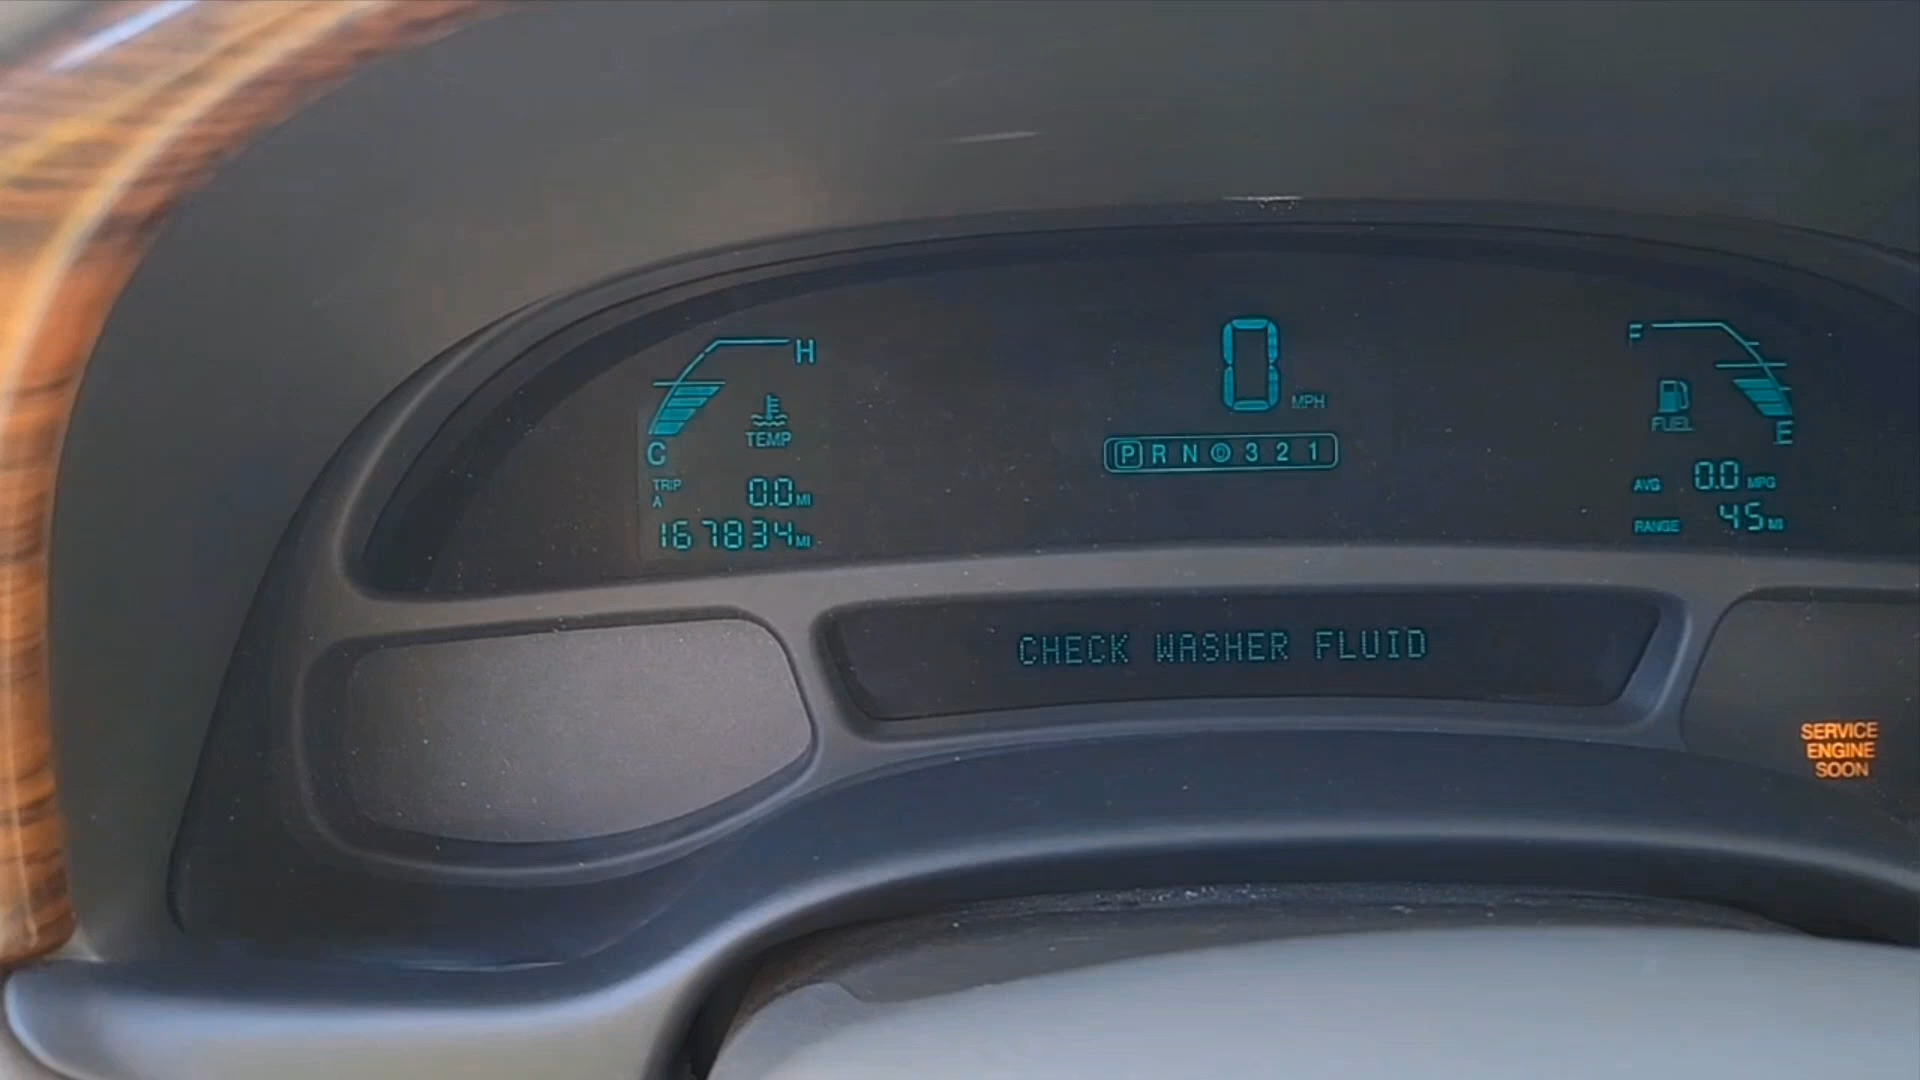 H
0
F
MPH
TEMP
FUEL
C
P R N D 3 2 1
E
TRIP A 0.0 MI
AVG 0.0 MPG
167834 MI
RANGE 45 MI
CHECK WASHER FLUID
SERVICE
ENGINE
SOON